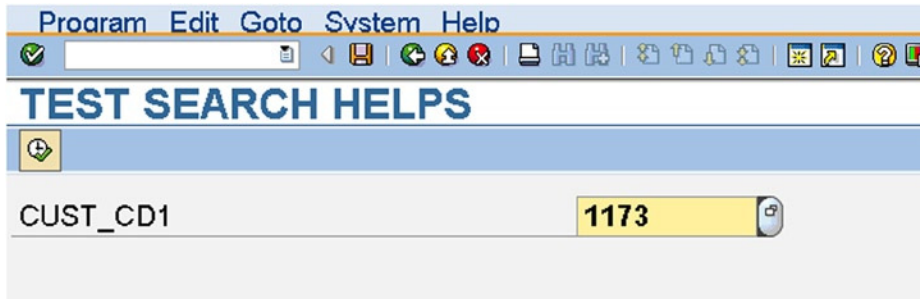 Program Edit Goto System Help
TEST SEARCH HELPS
CUST_CD1 1173